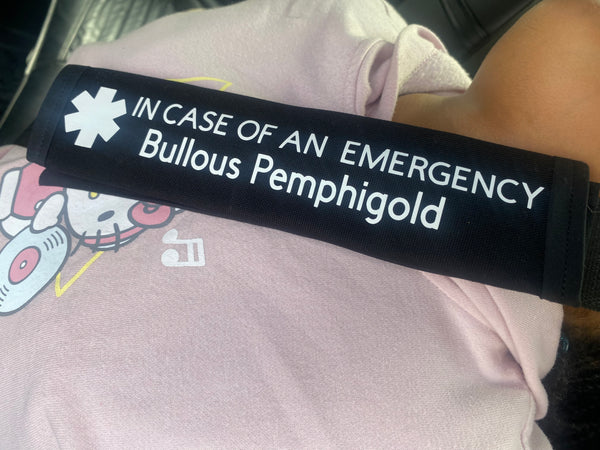 IN CASE OF AN EMERGENCY
Bullous Pemphigold